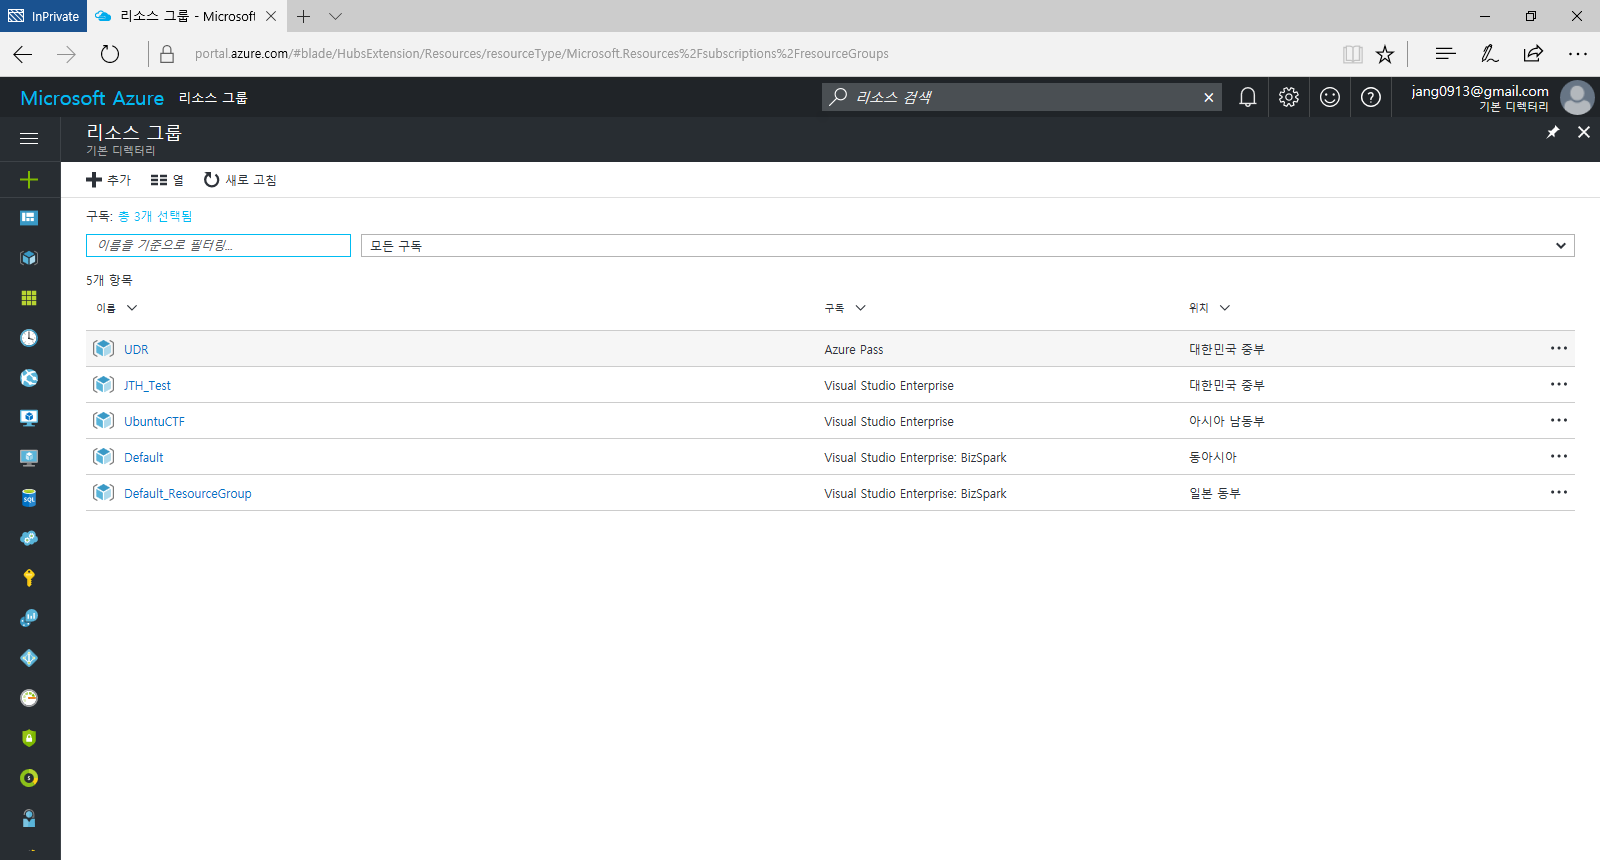 InPrivate
리소스 그룹 - Microsoft
portal.azure.com/#blade/HubsExtension/Resources/resourceType/Microsoft.Resources%2Fsubscriptions%2FresourceGroups
Microsoft Azure 리소스 그룹
리소스 검색
jang0913@gmail.com
기본 디렉터리
리소스 그룹
기본 디렉터리
추가 열 새로 고침
구독: 총 3개 선택됨
이름을 기준으로 필터링... 모든 구독
5개 항목
이름 구독 위치
UDR Azure Pass 대한민국 중부
JTH_Test Visual Studio Enterprise 대한민국 중부
UbuntuCTF Visual Studio Enterprise 아시아 남동부
Default Visual Studio Enterprise: BizSpark 동아시아
Default_ResourceGroup Visual Studio Enterprise: BizSpark 일본 동부